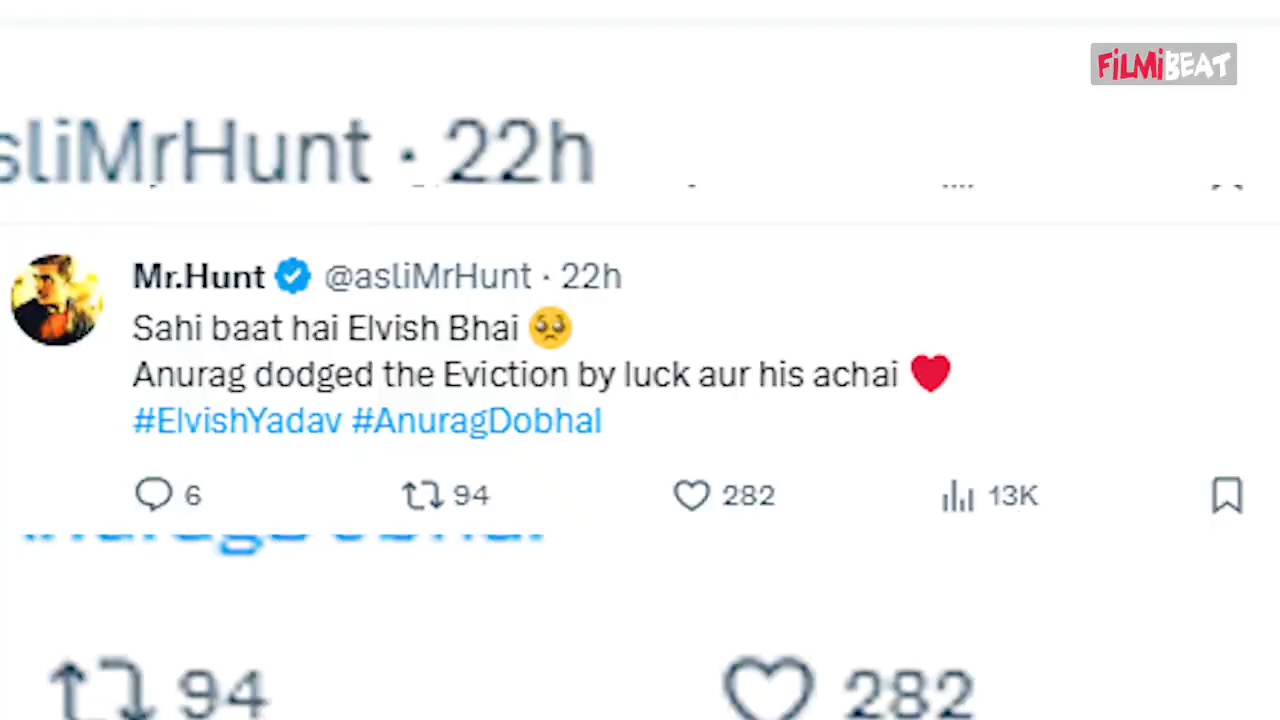 FiLMiBEAT
sliMrHunt · 22h
Mr.Hunt @asliMrHunt · 22h
Sahi baat hai Elvish Bhai 🥺
Anurag dodged the Eviction by luck aur his achai ❤️
#ElvishYadav #AnuragDobhal
6 94 282 13K
94 282